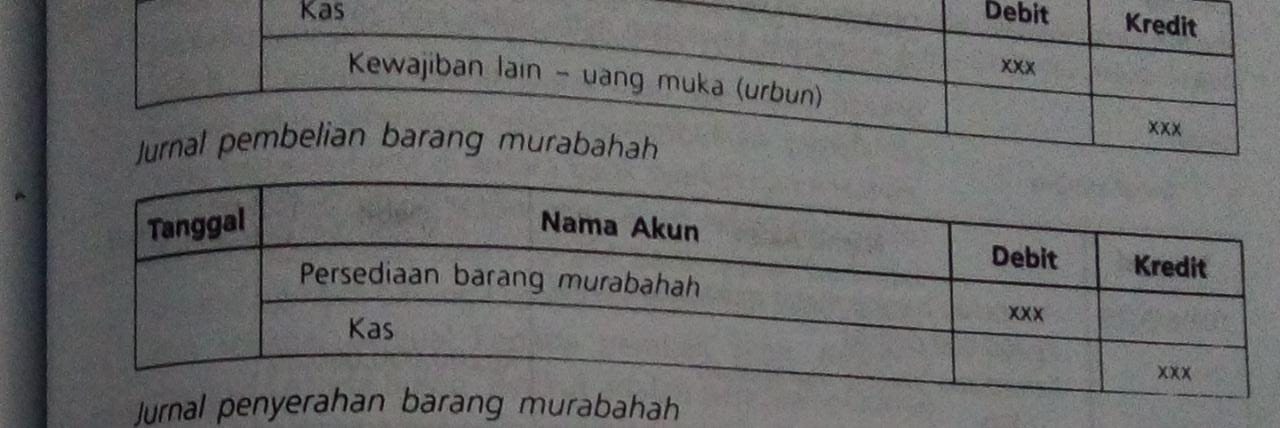 Debit Kredit
Kas xxx
Kewajiban lain – uang muka (urbun) xxx
Jurnal pembelian barang murabahah
Tanggal Nama Akun Debit Kredit
Persediaan barang murabahah xxx
Kas xxx
Jurnal penyerahan barang murabahah